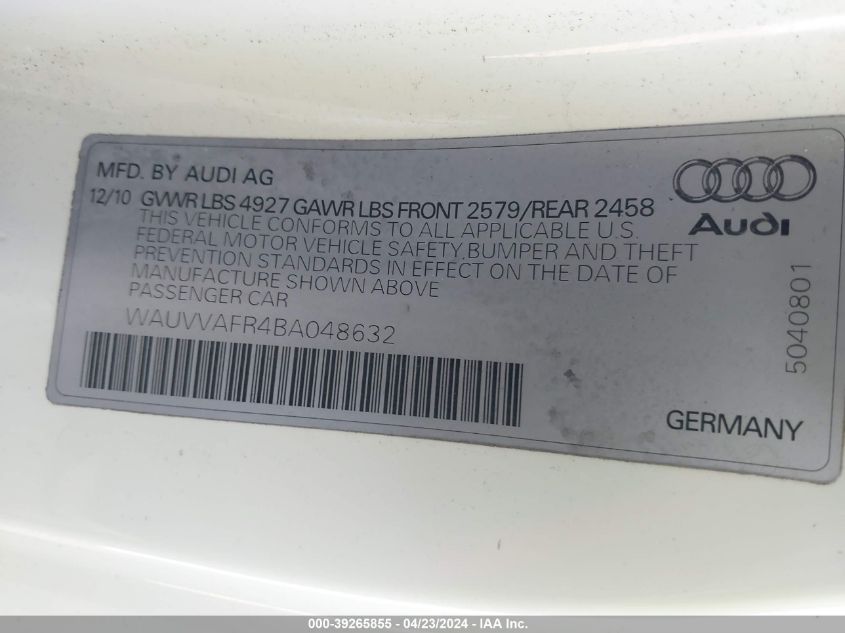 MFD. BY AUDI AG
12/10 GVWR LBS 4927 GAWR LBS FRONT 2579/REAR 2458
THIS VEHICLE CONFORMS TO ALL APPLICABLE U.S.
FEDERAL MOTOR VEHICLE SAFETY,BUMPER AND THEFT
PREVENTION STANDARDS IN EFFECT ON THE DATE OF
MANUFACTURE SHOWN ABOVE
PASSENGER CAR
WAUVVAFR4BA048632
Audi
5040801
GERMANY
000-39265855 - 04/23/2024 - IAAI Inc.